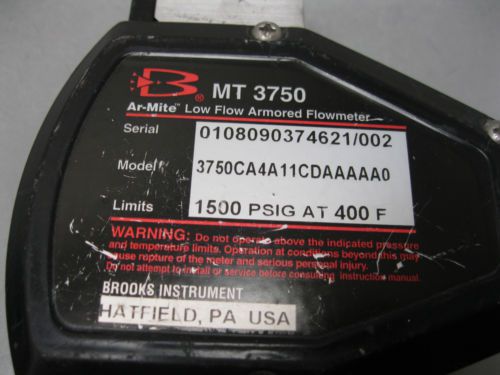 B ® MT 3750
Ar-Mite™ Low Flow Armored Flowmeter
Serial 0108090374621/002
Model 3750CA4A11CDAAAAA0
Limits 1500 PSIG AT 400 F
WARNING: Do not operate above the indicated pressure
and temperature limits. Operation at conditions beyond this may
cause rupture of the meter and serious personal injury.
Do not attempt to install or service before consulting instruction manual.
BROOKS INSTRUMENT
HATFIELD, PA USA